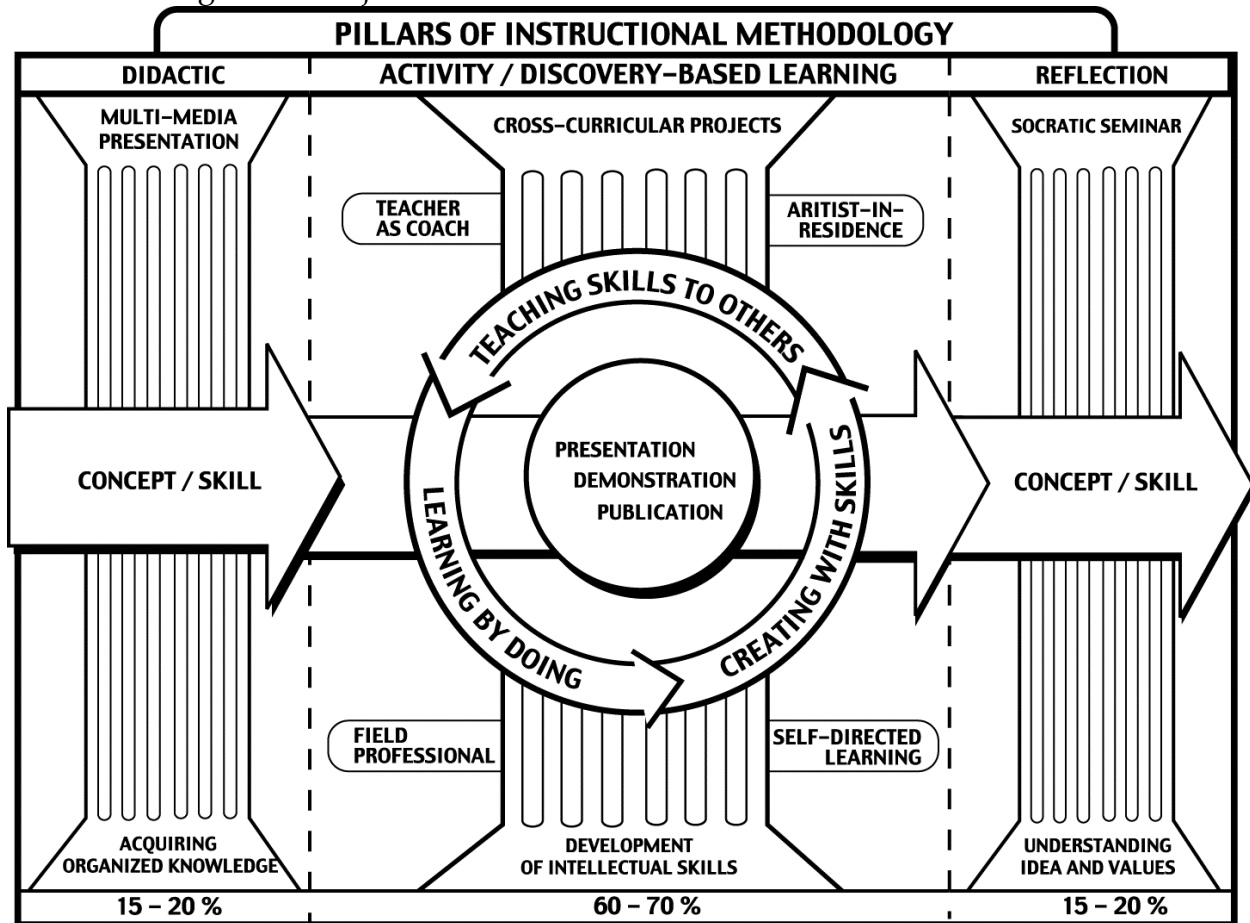 PILLARS OF INSTRUCTIONAL METHODOLOGY
DIDACTIC
ACTIVITY / DISCOVERY-BASED LEARNING
REFLECTION
MULTI-MEDIA
PRESENTATION
CROSS-CURRICULAR PROJECTS
SOCRATIC SEMINAR
TEACHER
AS COACH
ARITIST-IN-
RESIDENCE
TEACHING SKILLS TO OTHERS
CONCEPT / SKILL
LEARNING BY DOING
PRESENTATION
DEMONSTRATION
PUBLICATION
CREATING WITH SKILLS
CONCEPT / SKILL
FIELD
PROFESSIONAL
SELF-DIRECTED
LEARNING
ACQUIRING
ORGANIZED KNOWLEDGE
DEVELOPMENT
OF INTELLECTUAL SKILLS
UNDERSTANDING
IDEA AND VALUES
15 – 20 %
60 – 70 %
15 – 20 %